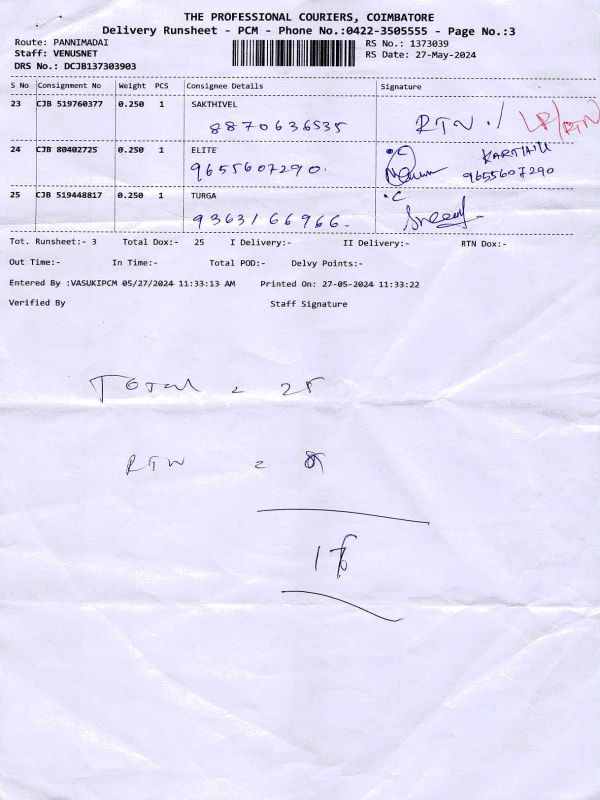 THE PROFESSIONAL COURIERS, COIMBATORE
Delivery Runsheet - PCM - Phone No.:0422-3505555 - Page No.:3
Route: PANNIMADAI
RS No.: 1373039
Staff: VENUSNET
RS Date: 27-May-2024
DRS No.: DCJB137303903
S No Consignment No Weight PCS Consignee Details Signature
23 CJB 519760377 0.250 1 SAKTHIVEL
8870636535 RTN / LP/RTN
24 CJB 80402725 0.250 1 ELITE
9655607290. KARTHIK
9655607290
25 CJB 519448817 0.250 1 TURGA
9363166966.
Tot. Runsheet:- 3 Total Dox:- 25 I Delivery:- II Delivery:- RTN Dox:-
Out Time:- In Time:- Total POD:- Delvy Points:-
Entered By :VASUKIPCM 05/27/2024 11:33:13 AM Printed On: 27-05-2024 11:33:22
Verified By Staff Signature
Total = 25
RTN =